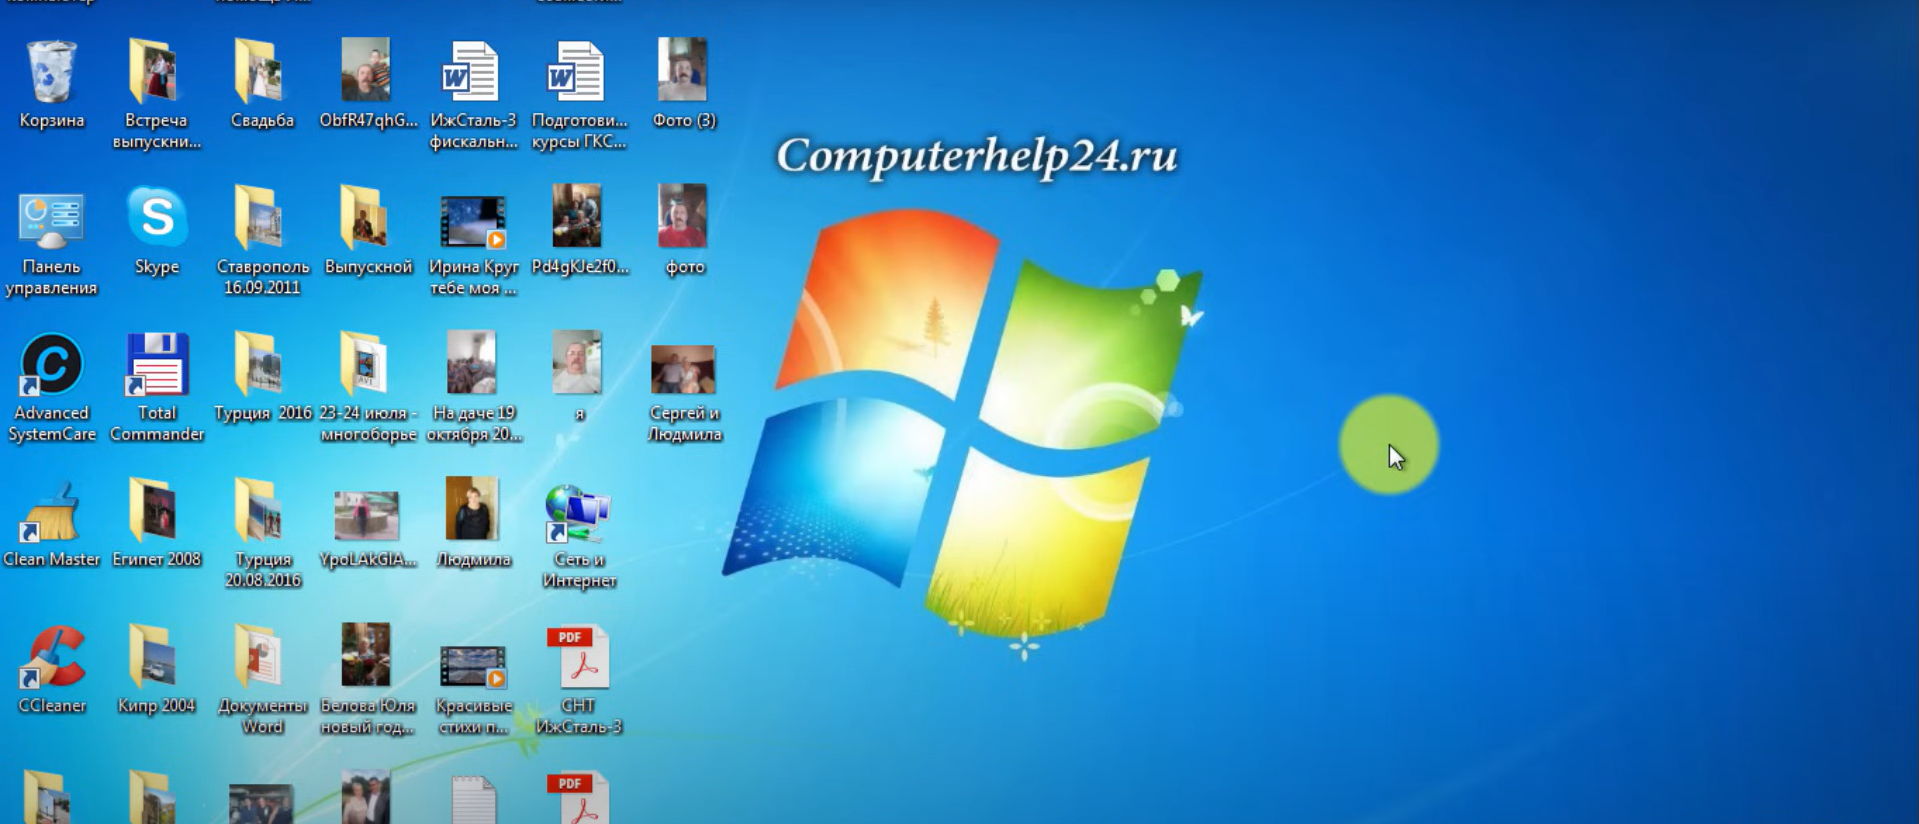 Корзина
Встреча
выпускни...
Свадьба
ObfR47qhG...
ИжСталь-3
фискальн...
Подготови...
курсы ГКС...
Фото (3)
Computerhelp24.ru
Панель
управления
Skype
Ставрополь
16.09.2011
Выпускной
Ирина Круг
тебе моя ...
Pd4gKJe2f0...
фото
Advanced
SystemCare
Total
Commander
Турция 2016
23-24 июля -
многоборье
На даче 19
октября 20...
я
Сергей и
Людмила
Clean Master
Египет 2008
Турция
20.08.2016
YpoLAkGIA...
Людмила
Сеть и
Интернет
CCleaner
Кипр 2004
Документы
Word
Белова Юля
новый год...
Красивые
стихи п...
PDF
СНТ
ИжСталь-3
PDF